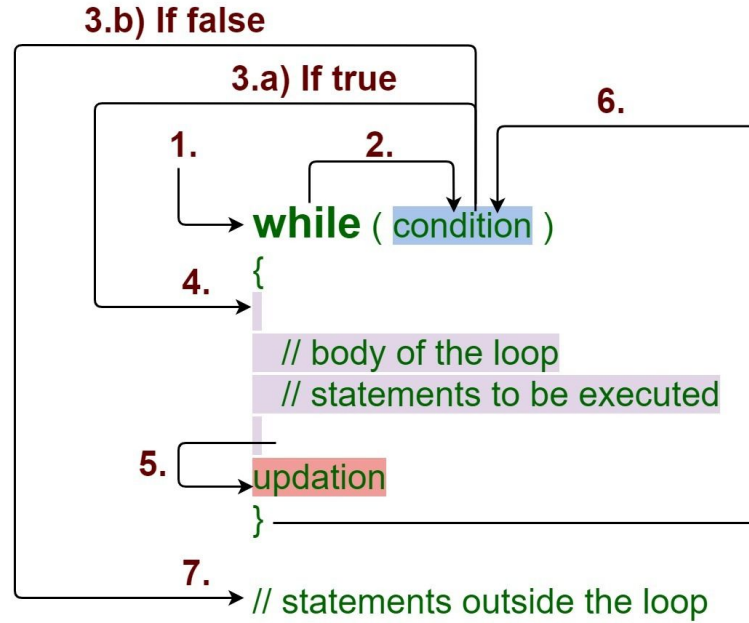 3.b) If false
3.a) If true
6.
1.
2.
while ( condition )
{
4.
// body of the loop
// statements to be executed
5.
updation
}
7.
// statements outside the loop